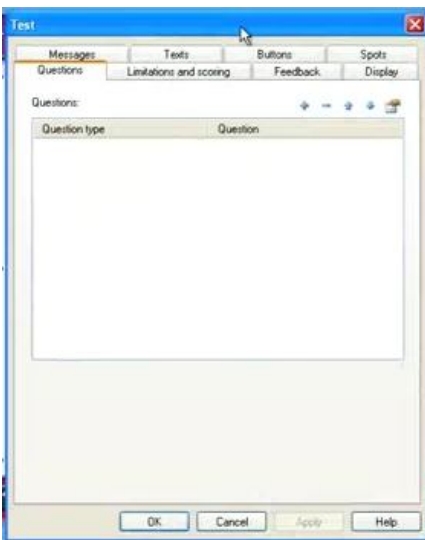 Test
Messages Texts Buttons Spots
Questions Limitations and scoring Feedback Display
Questions:
Question type Question
OK Cancel Apply Help